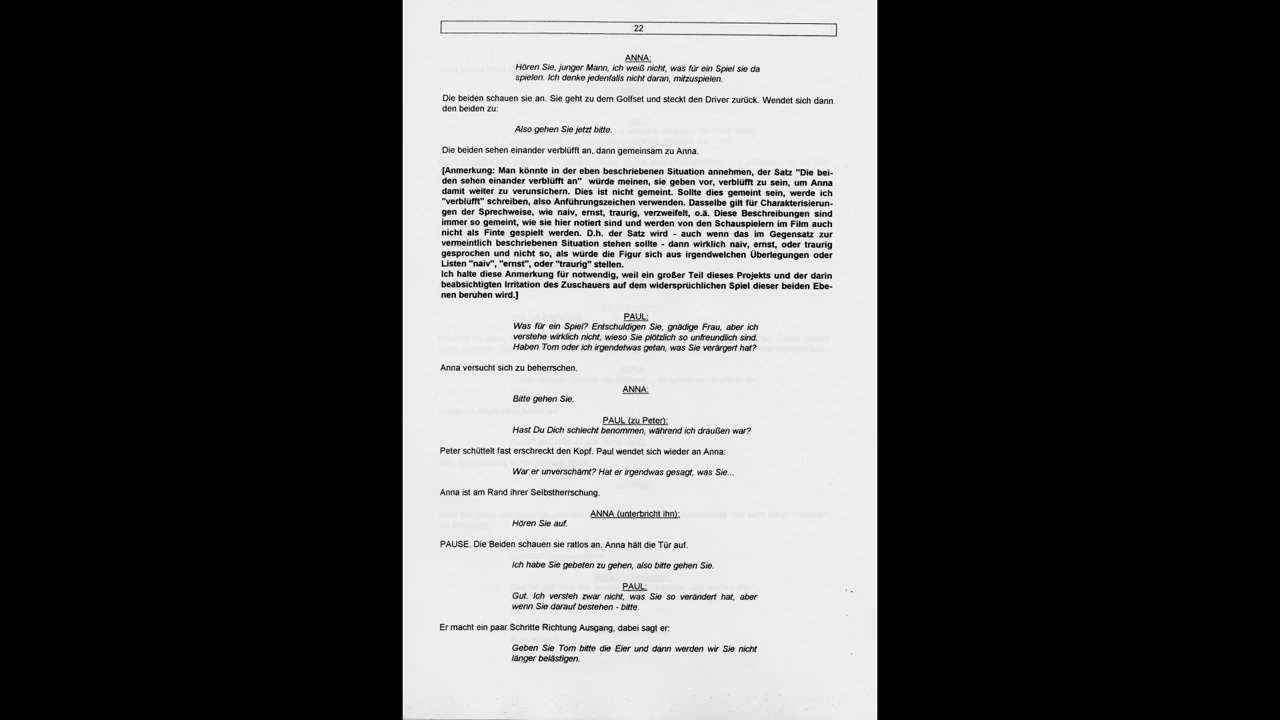 22
ANNA:
Hören Sie, junger Mann, ich weiß nicht, was für ein Spiel sie da
spielen. Ich denke jedenfalls nicht daran, mitzuspielen.
Die beiden schauen sie an. Sie geht zu dem Golfset und steckt den Driver zurück. Wendet sich dann
den beiden zu:
Also gehen Sie jetzt bitte.
Die beiden sehen einander verblüfft an, dann gemeinsam zu Anna.
[Anmerkung: Man könnte in der eben beschriebenen Situation annehmen, der Satz "Die bei-
den sehen einander verblüfft an" würde meinen, sie geben vor, verblüfft zu sein, um Anna
damit weiter zu verunsichern. Dies ist nicht gemeint. Sollte dies gemeint sein, werde ich
"verblüfft" schreiben, also Anführungszeichen verwenden. Dasselbe gilt für Charakterisierun-
gen der Sprechweise, wie naiv, ernst, traurig, verzweifelt, o.ä. Diese Beschreibungen sind
immer so gemeint, wie sie hier notiert sind und werden von den Schauspielern im Film auch
nicht als Finte gespielt werden. D.h. der Satz wird - auch wenn das im Gegensatz zur
vermeintlich beschriebenen Situation stehen sollte - dann wirklich naiv, ernst, oder traurig
gesprochen und nicht so, als würde die Figur sich aus irgendwelchen Überlegungen oder
Listen "naiv", "ernst", oder "traurig" stellen.
Ich halte diese Anmerkung für notwendig, weil ein großer Teil dieses Projekts und der darin
beabsichtigten Irritation des Zuschauers auf dem widersprüchlichen Spiel dieser beiden Ebe-
nen beruhen wird.]
PAUL:
Was für ein Spiel? Entschuldigen Sie, gnädige Frau, aber ich
verstehe wirklich nicht, wieso Sie plötzlich so unfreundlich sind.
Haben Tom oder ich irgendetwas getan, was Sie verärgert hat?
Anna versucht sich zu beherrschen.
ANNA:
Bitte gehen Sie.
PAUL (zu Peter):
Hast Du Dich schlecht benommen, während ich draußen war?
Peter schüttelt fast erschreckt den Kopf. Paul wendet sich wieder an Anna:
War er unverschämt? Hat er irgendwas gesagt, was Sie...
Anna ist am Rand ihrer Selbstherrschung.
ANNA (unterbricht ihn):
Hören Sie auf.
PAUSE. Die Beiden schauen sie ratlos an. Anna hält die Tür auf.
Ich habe Sie gebeten zu gehen, also bitte gehen Sie.
PAUL:
Gut. Ich versteh zwar nicht, was Sie so verändert hat, aber
wenn Sie darauf bestehen - bitte.
Er macht ein paar Schritte Richtung Ausgang, dabei sagt er:
Geben Sie Tom bitte die Eier und dann werden wir Sie nicht
länger belästigen.